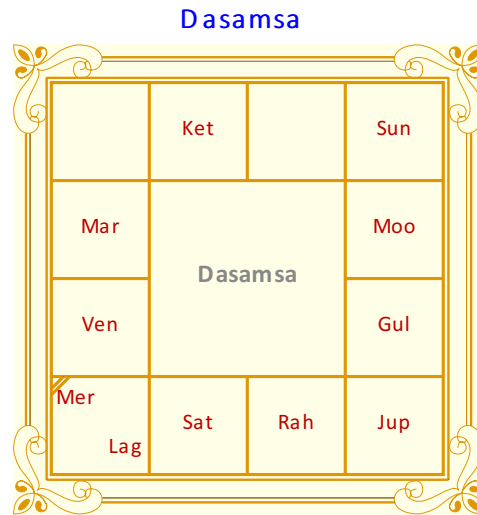 Dasamsa
Ket
Sun
Mar
Moo
Dasamsa
Ven
Gul
Mer
Lag
Sat
Rah
Jup